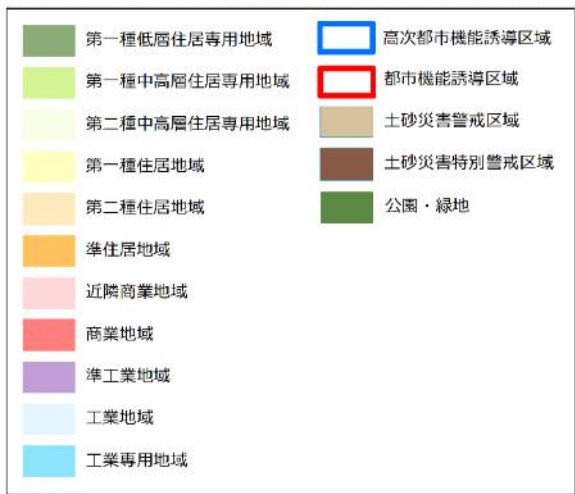 第一種低層住居専用地域
第一種中高層住居専用地域
第二種中高層住居専用地域
第一種住居地域
第二種住居地域
準住居地域
近隣商業地域
商業地域
準工業地域
工業地域
工業専用地域
高次都市機能誘導区域
都市機能誘導区域
土砂災害警戒区域
土砂災害特別警戒区域
公園・緑地